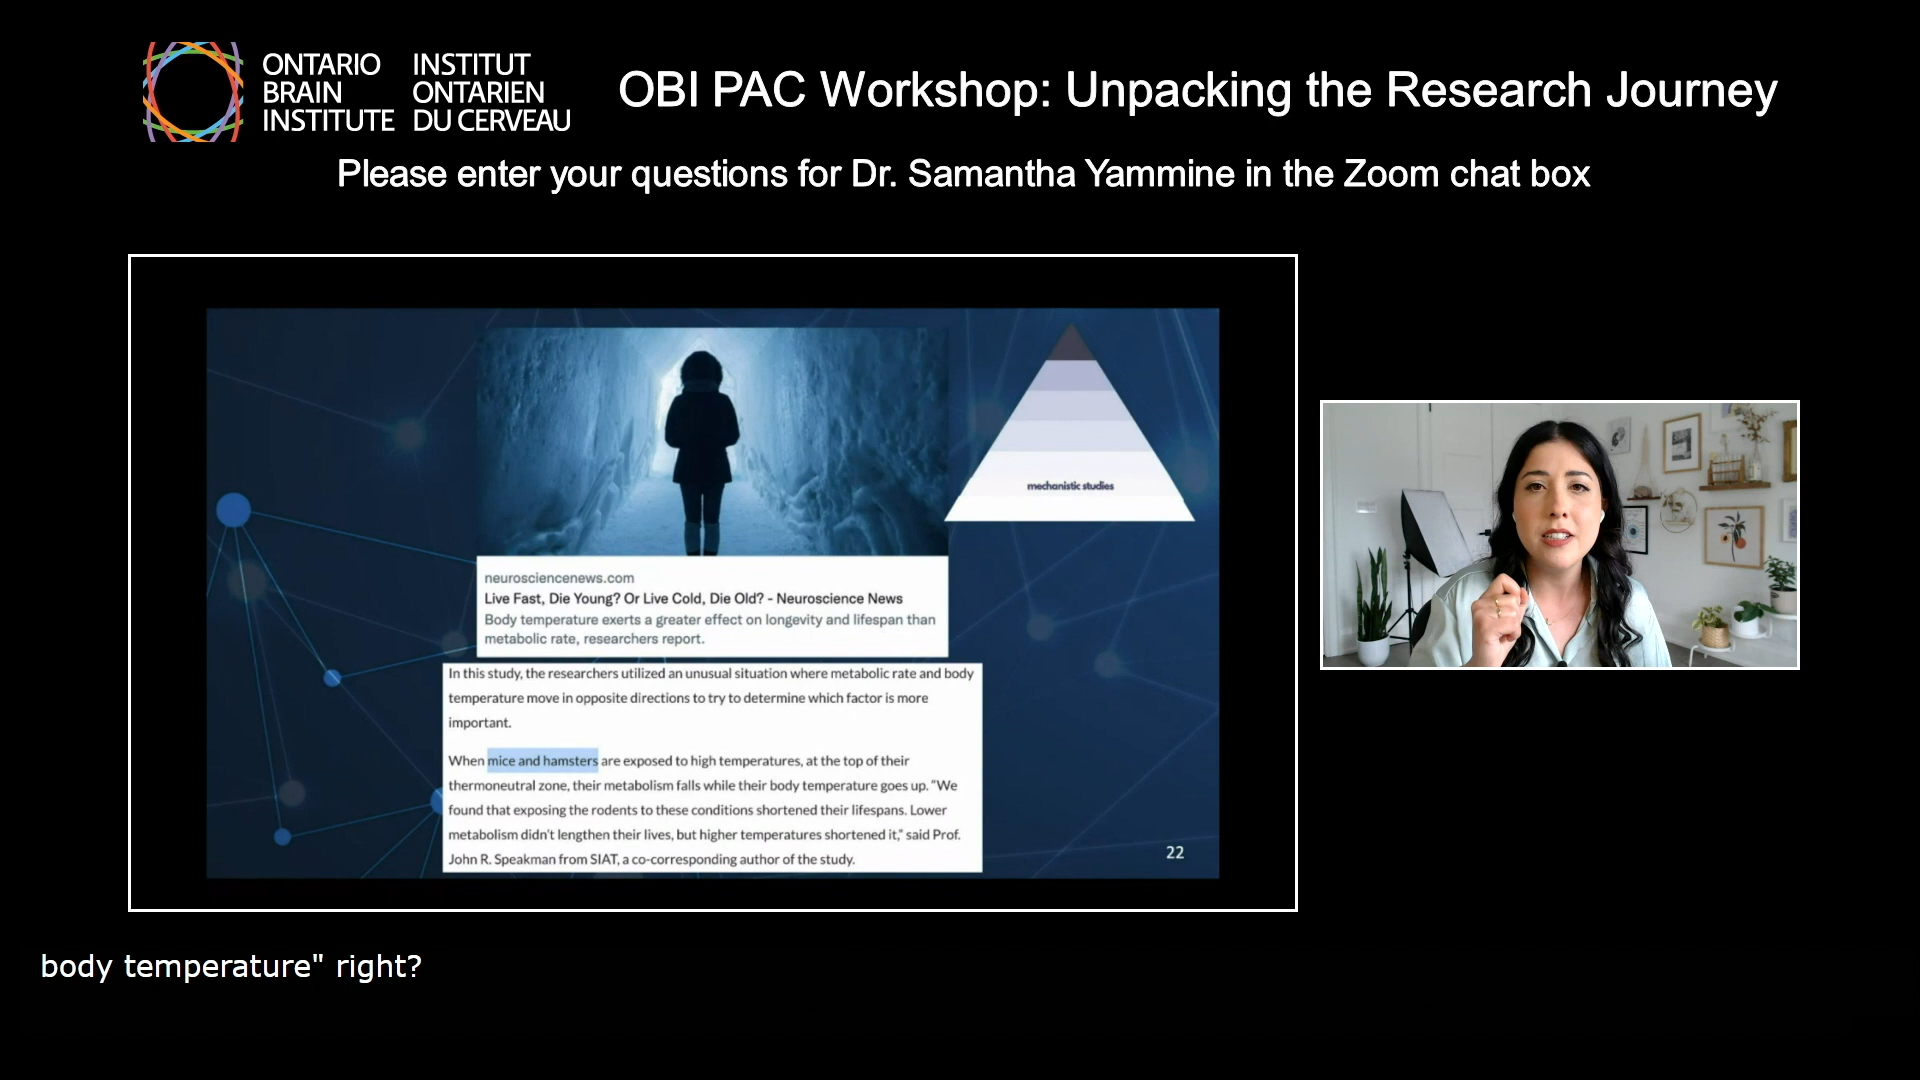 ONTARIO
BRAIN
INSTITUTE
INSTITUT
ONTARIEN
DU CERVEAU
OBI PAC Workshop: Unpacking the Research Journey
Please enter your questions for Dr. Samantha Yammine in the Zoom chat box
mechanistic studies
neurosciencenews.com
Live Fast, Die Young? Or Live Cold, Die Old? - Neuroscience News
Body temperature exerts a greater effect on longevity and lifespan than
metabolic rate, researchers report.
In this study, the researchers utilized an unusual situation where metabolic rate and body
temperature move in opposite directions to try to determine which factor is more
important.
When mice and hamsters are exposed to high temperatures, at the top of their
thermoneutral zone, their metabolism falls while their body temperature goes up. "We
found that exposing the rodents to these conditions shortened their lifespans. Lower
metabolism didn't lengthen their lives, but higher temperatures shortened it," said Prof.
John R. Speakman from SIAT, a co-corresponding author of the study.
22
body temperature" right?